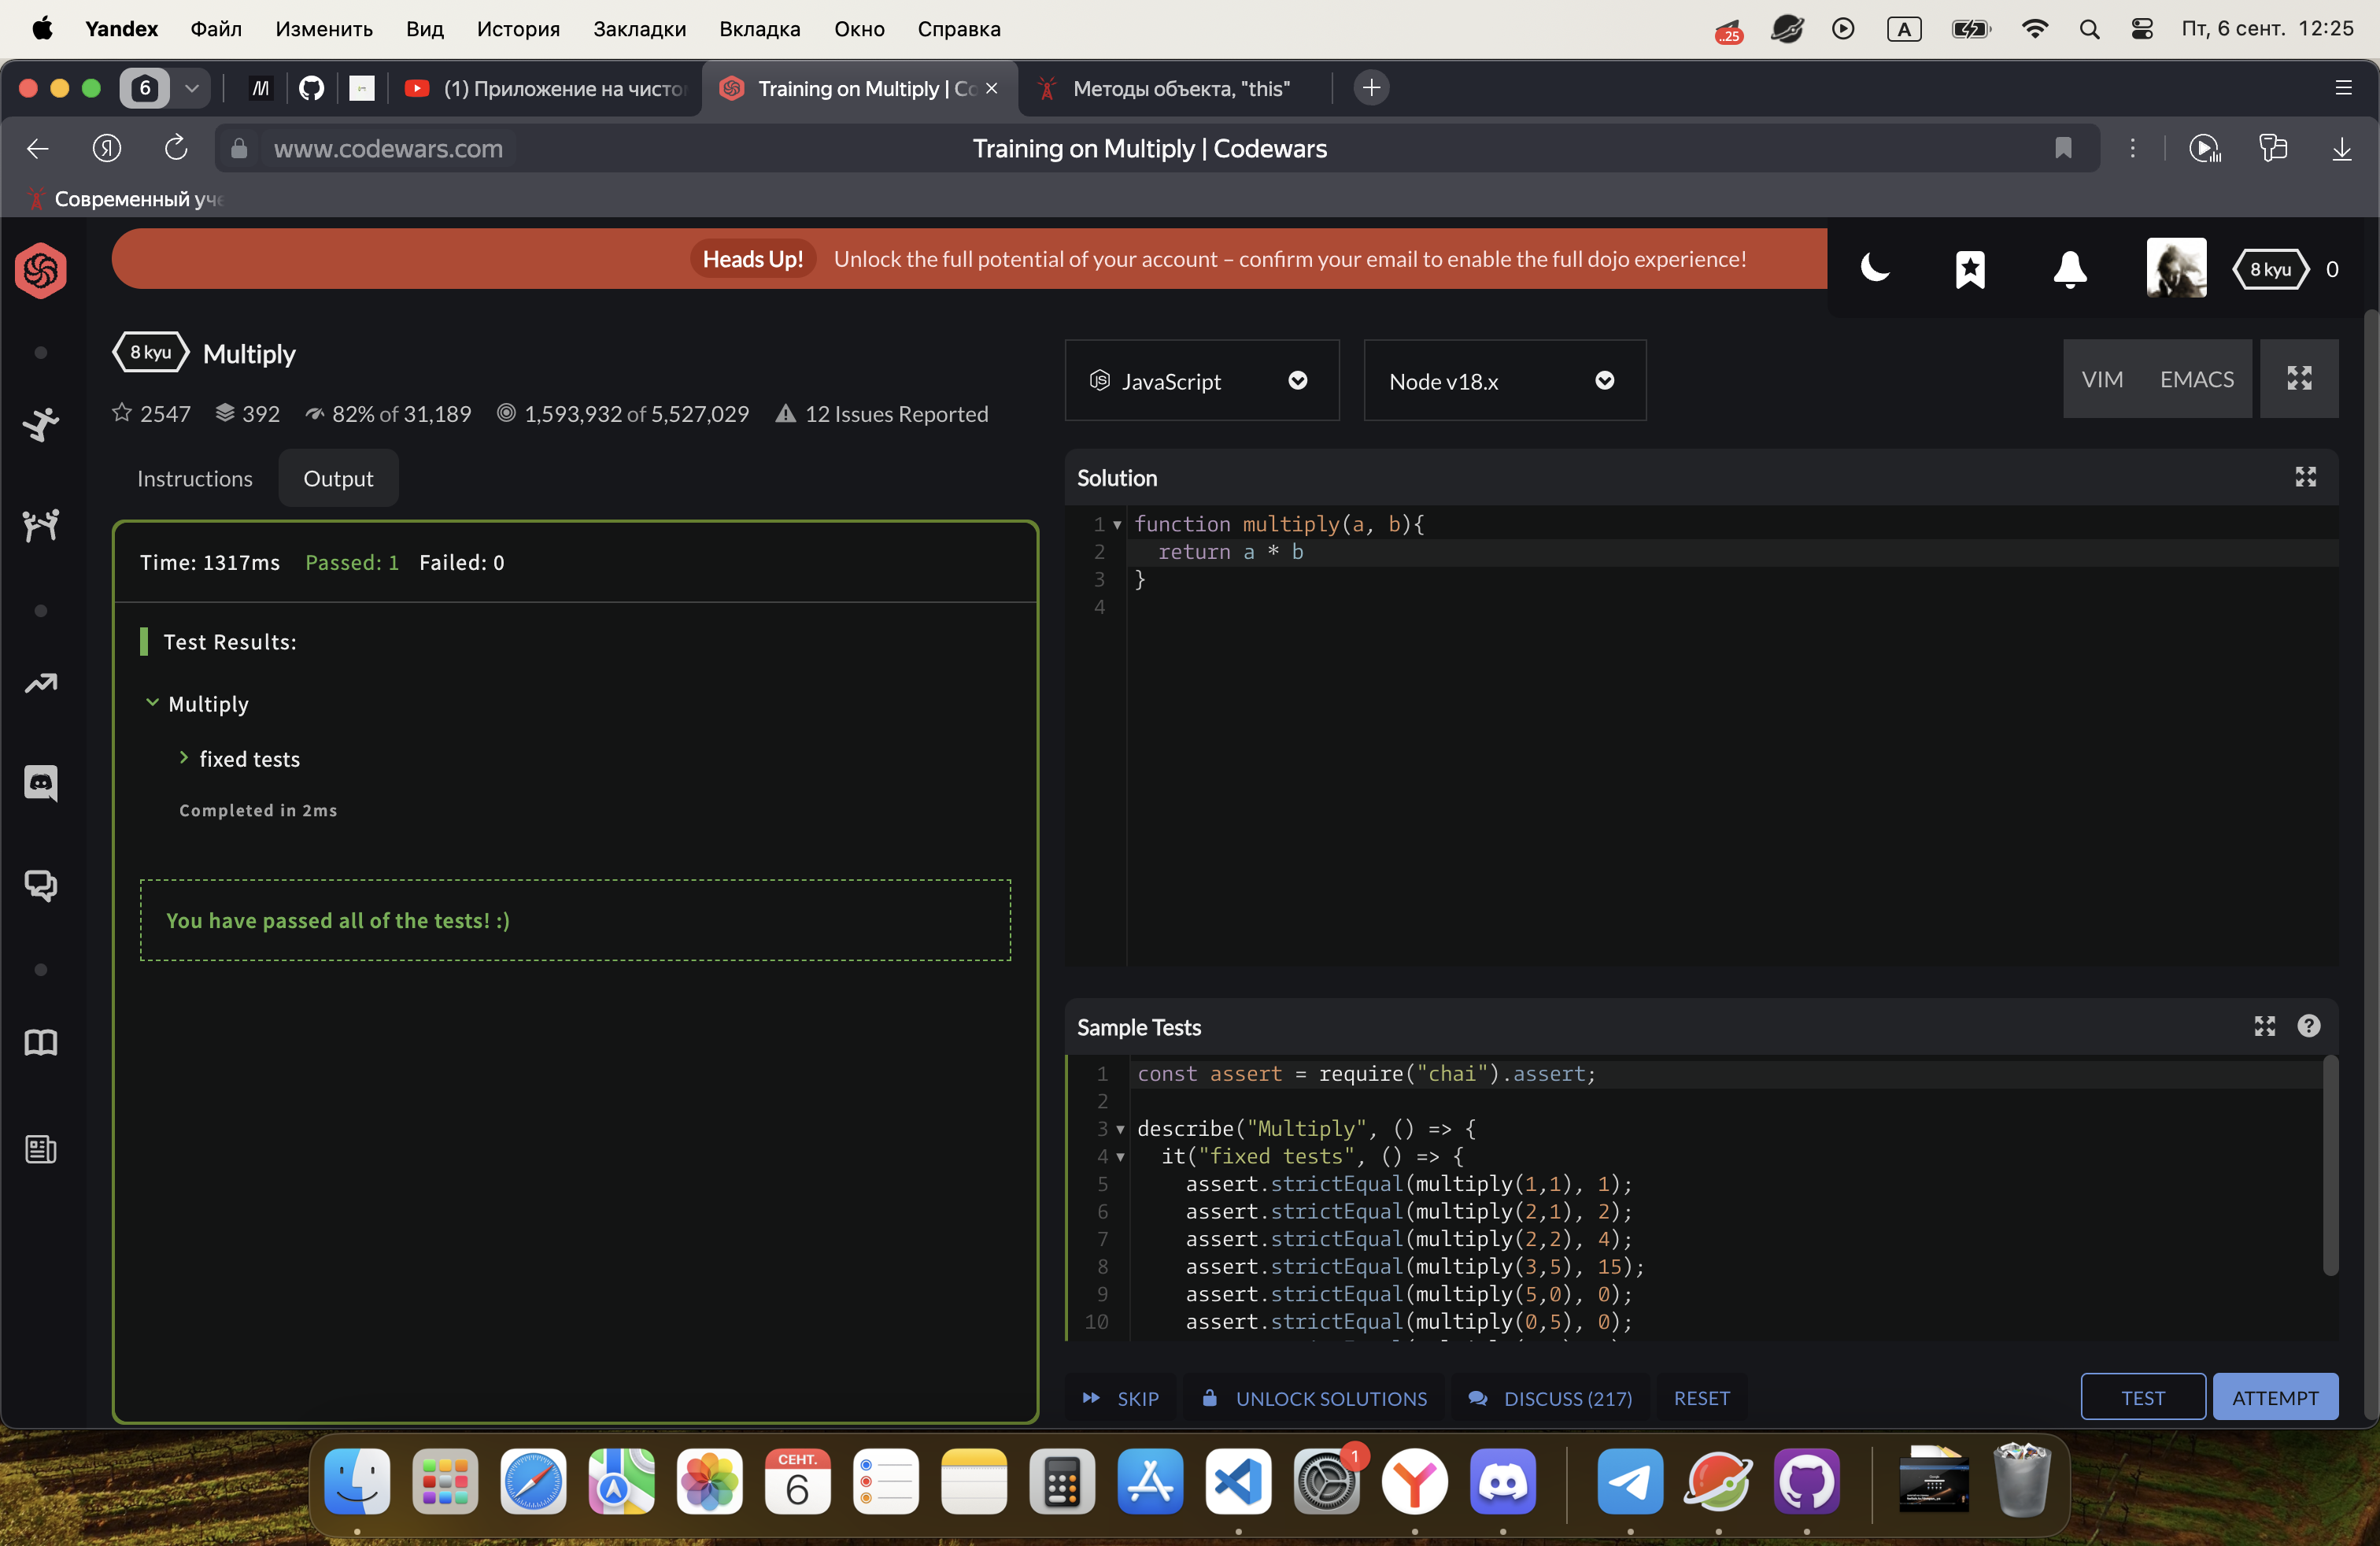 Yandex Файл Изменить Вид История Закладки Вкладка Окно Справка ..25 A Пт, 6 сент. 12:25
6 M (1) Приложение на чисто Training on Multiply | Co Методы объекта, "this"
Я www.codewars.com Training on Multiply | Codewars
Современный уче
Heads Up! Unlock the full potential of your account – confirm your email to enable the full dojo experience! 8 kyu 0
8 kyu Multiply
2547 392 82% of 31,189 1,593,932 of 5,527,029 12 Issues Reported
Instructions Output
Time: 1317ms Passed: 1 Failed: 0
Test Results:
Multiply
fixed tests
Completed in 2ms
You have passed all of the tests! :)
JavaScript Node v18.x VIM EMACS
Solution
1 function multiply(a, b){
2 return a * b
3 }
4
Sample Tests
1 const assert = require("chai").assert;
2
3 describe("Multiply", () => {
4 it("fixed tests", () => {
5 assert.strictEqual(multiply(1,1), 1);
6 assert.strictEqual(multiply(2,1), 2);
7 assert.strictEqual(multiply(2,2), 4);
8 assert.strictEqual(multiply(3,5), 15);
9 assert.strictEqual(multiply(5,0), 0);
10 assert.strictEqual(multiply(0,5), 0);
SKIP UNLOCK SOLUTIONS DISCUSS (217) RESET TEST ATTEMPT
СЕНТ.
6
1